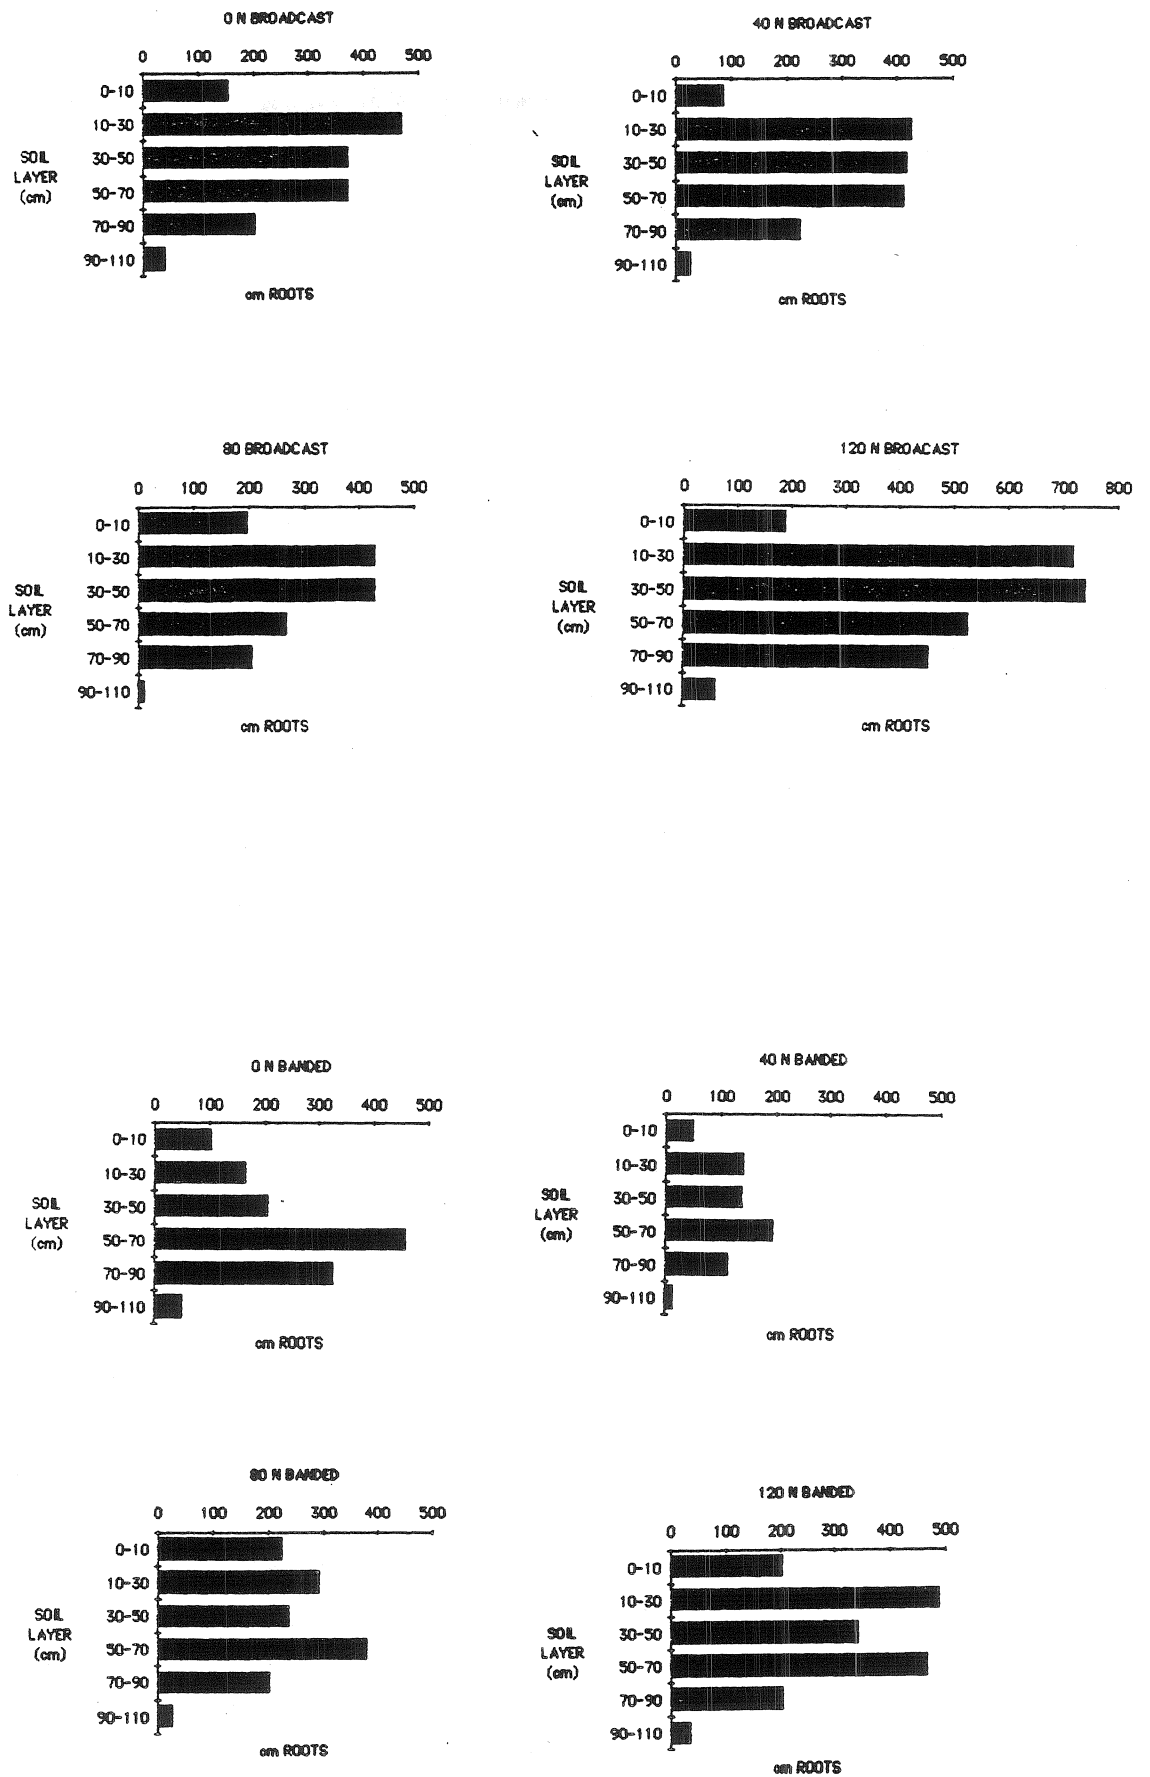 0 N BROADCAST
0 100 200 300 400 500
0-10
10-30
30-50
50-70
70-90
90-110
SOIL
LAYER
(cm)
cm ROOTS
40 N BROADCAST
0 100 200 300 400 500
0-10
10-30
30-50
50-70
70-90
90-110
SOIL
LAYER
(cm)
cm ROOTS
80 BROADCAST
0 100 200 300 400 500
0-10
10-30
30-50
50-70
70-90
90-110
SOIL
LAYER
(cm)
cm ROOTS
120 N BROACAST
0 100 200 300 400 500 600 700 800
0-10
10-30
30-50
50-70
70-90
90-110
SOIL
LAYER
(cm)
cm ROOTS
0 N BANDED
0 100 200 300 400 500
0-10
10-30
30-50
50-70
70-90
90-110
SOIL
LAYER
(cm)
cm ROOTS
40 N BANDED
0 100 200 300 400 500
0-10
10-30
30-50
50-70
70-90
90-110
SOIL
LAYER
(cm)
cm ROOTS
80 N BANDED
0 100 200 300 400 500
0-10
10-30
30-50
50-70
70-90
90-110
SOIL
LAYER
(cm)
cm ROOTS
120 N BANDED
0 100 200 300 400 500
0-10
10-30
30-50
50-70
70-90
90-110
SOIL
LAYER
(cm)
cm ROOTS